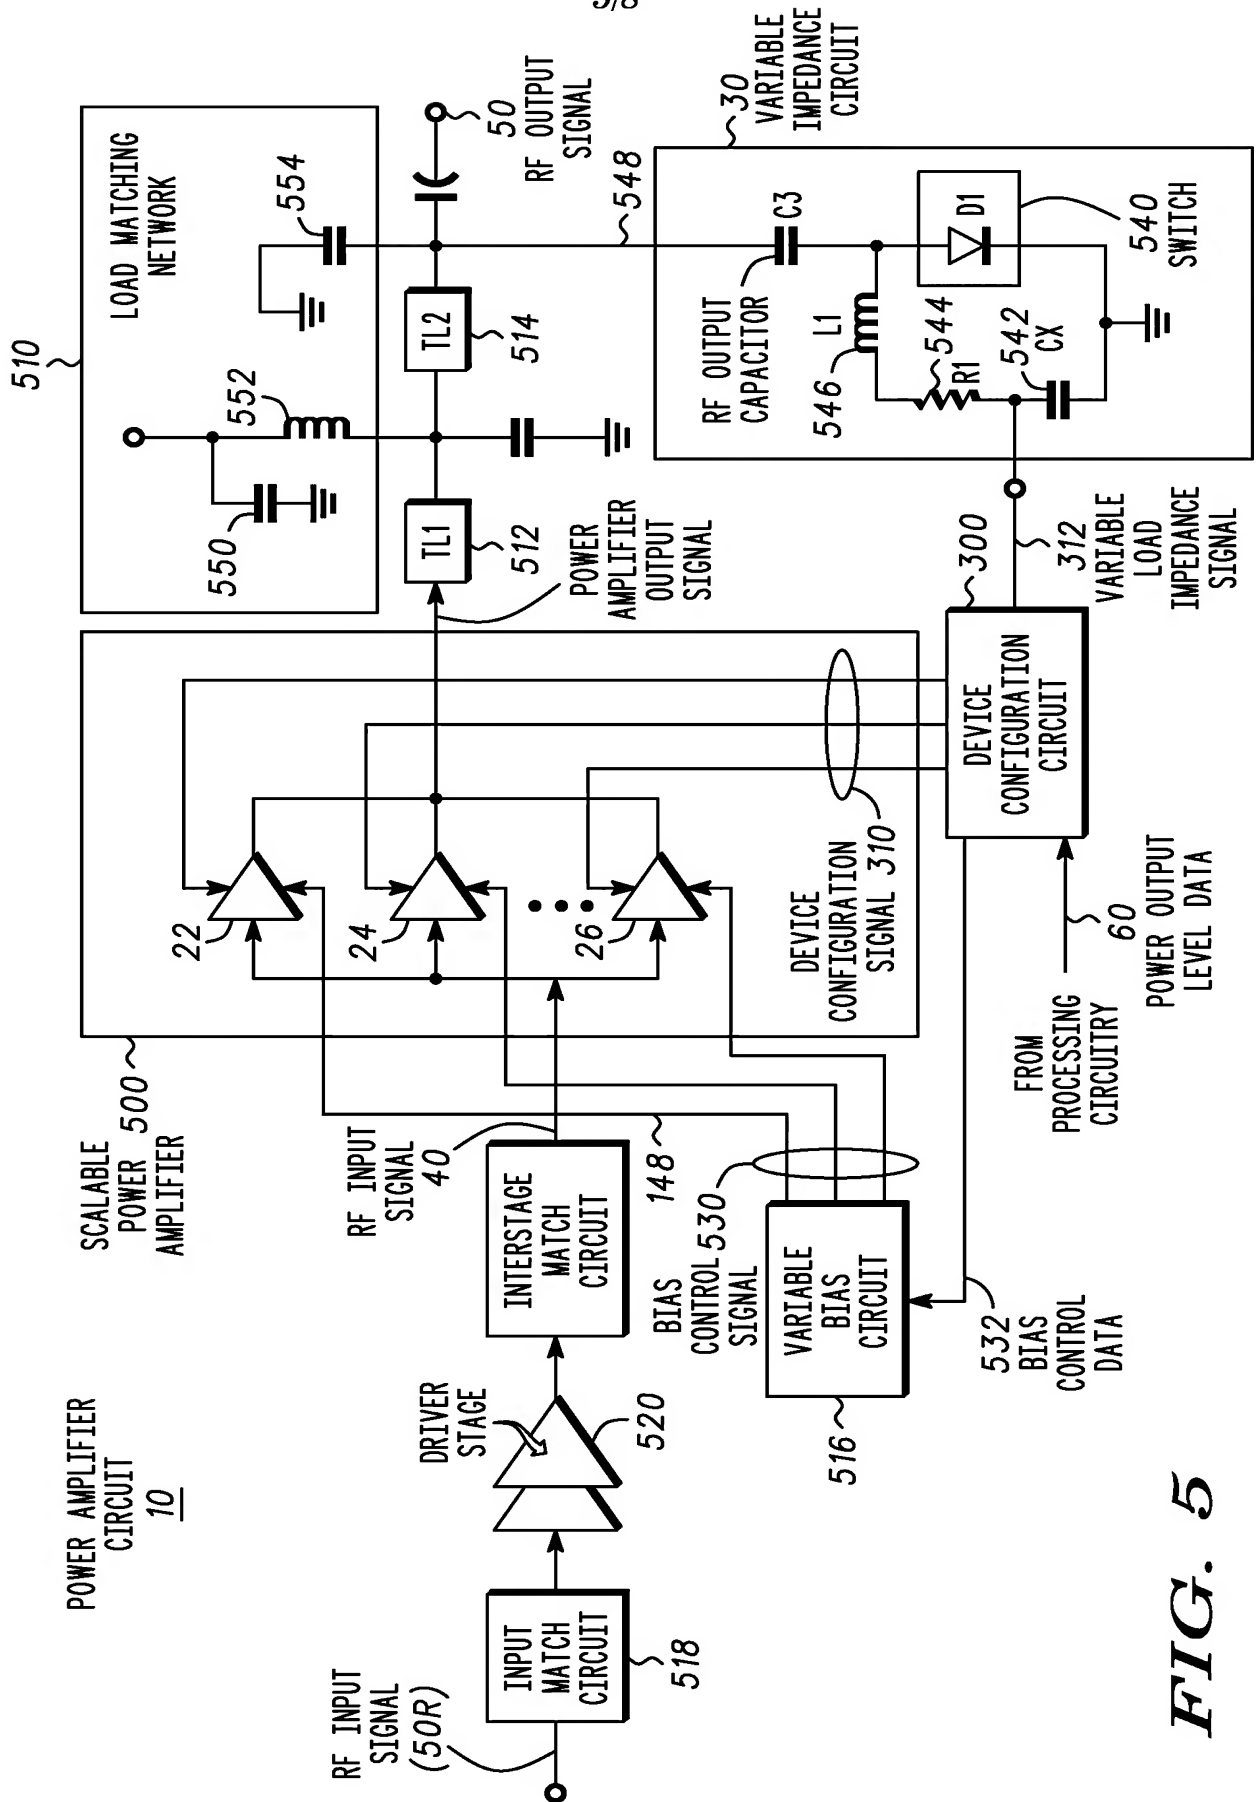 POWER AMPLIFIER
CIRCUIT
10
RF INPUT
SIGNAL
(50R)
INPUT
MATCH
CIRCUIT
518
DRIVER
STAGE
520
INTERSTAGE
MATCH
CIRCUIT
RF INPUT
SIGNAL
40
SCALABLE
POWER 500
AMPLIFIER
22
24
26
148
BIAS
CONTROL 530
SIGNAL
VARIABLE
BIAS
CIRCUIT
516
532
BIAS
CONTROL
DATA
DEVICE
CONFIGURATION
SIGNAL 310
FROM
PROCESSING
CIRCUITRY
60
POWER OUTPUT
LEVEL DATA
DEVICE
CONFIGURATION
CIRCUIT
300
312
VARIABLE
LOAD
IMPEDANCE
SIGNAL
POWER
AMPLIFIER
OUTPUT
SIGNAL
510
LOAD MATCHING
NETWORK
550
552
554
TL1
512
TL2
514
50
RF OUTPUT
SIGNAL
548
30
VARIABLE
IMPEDANCE
CIRCUIT
RF OUTPUT
CAPACITOR
C3
L1
546
544
R1
542
CX
D1
540
SWITCH
FIG. 5